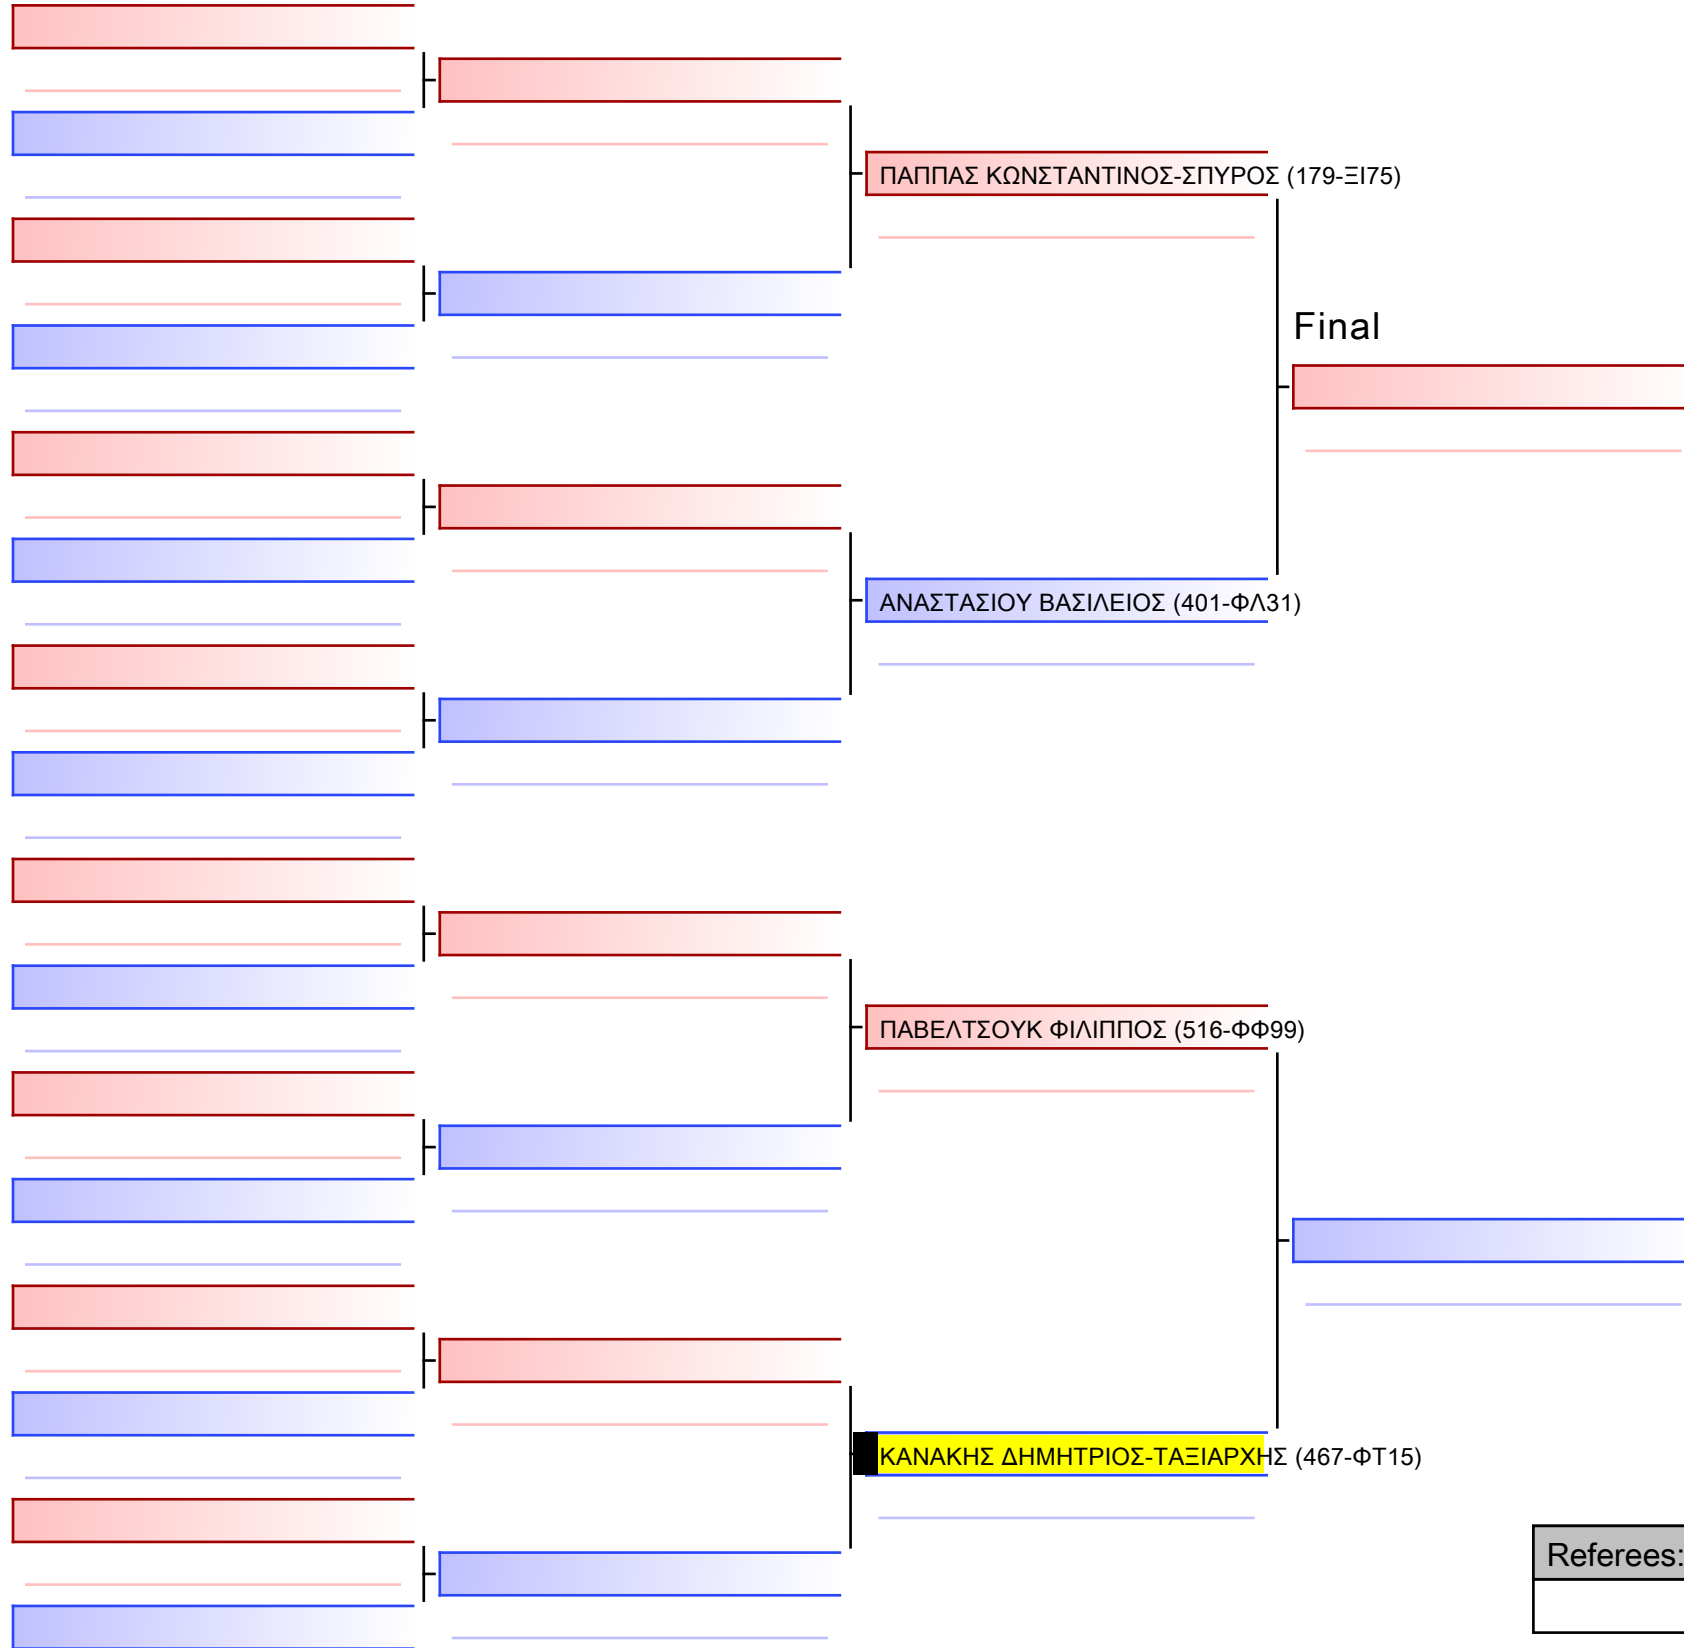 ΠΑΠΠΑΣ ΚΩΝΣΤΑΝΤΙΝΟΣ-ΣΠΥΡΟΣ (179-ΞΙ75)
Final
ΑΝΑΣΤΑΣΙΟΥ ΒΑΣΙΛΕΙΟΣ (401-ΦΛ31)
ΠΑΒΕΛΤΣΟΥΚ ΦΙΛΙΠΠΟΣ (516-ΦΦ99)
ΚΑΝΑΚΗΣ ΔΗΜΗΤΡΙΟΣ-ΤΑΞΙΑΡΧΗΣ (467-ΦΤ15)
Referees: